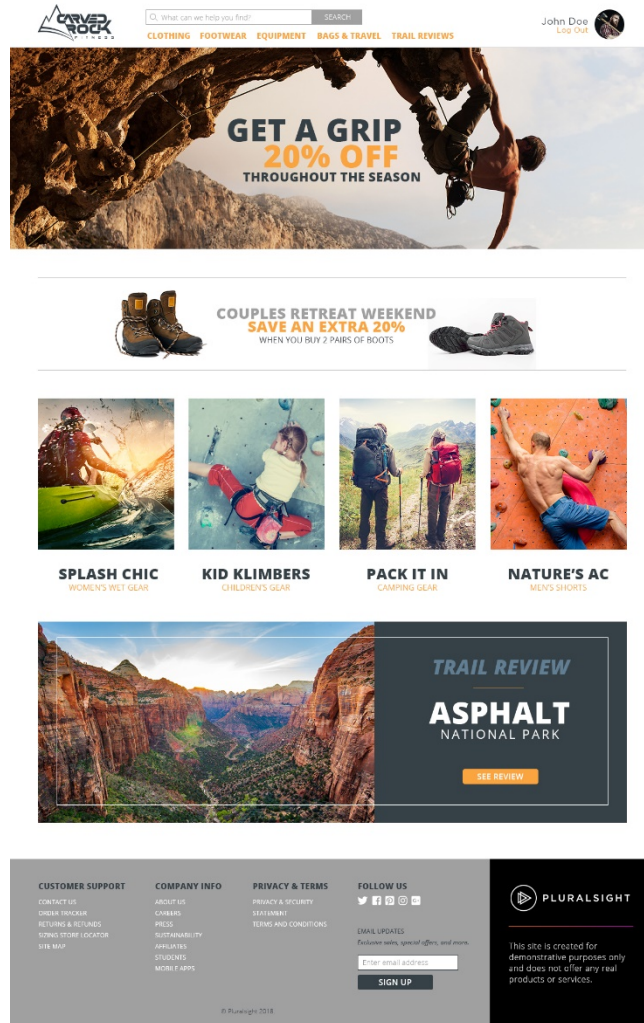 CARVED
ROCK
FITNESS
What can we help you find?
SEARCH
CLOTHING FOOTWEAR EQUIPMENT BAGS & TRAVEL TRAIL REVIEWS
John Doe
Log Out
GET A GRIP
20% OFF
THROUGHOUT THE SEASON
COUPLES RETREAT WEEKEND
SAVE AN EXTRA 20%
WHEN YOU BUY 2 PAIRS OF BOOTS
SPLASH CHIC
WOMEN'S WET GEAR
KID KLIMBERS
CHILDREN'S GEAR
PACK IT IN
CAMPING GEAR
NATURE'S AC
MEN'S SHORTS
TRAIL REVIEW
ASPHALT
NATIONAL PARK
SEE REVIEW
CUSTOMER SUPPORT
CONTACT US
ORDER TRACKER
RETURNS & REFUNDS
SIZING STORE LOCATOR
SITE MAP
COMPANY INFO
ABOUT US
CAREERS
PRESS
SUSTAINABILITY
AFFILIATES
STUDENTS
MOBILE APPS
PRIVACY & TERMS
PRIVACY & SECURITY
STATEMENT
TERMS AND CONDITIONS
FOLLOW US
EMAIL UPDATES
Exclusive sales, special offers, and more.
Enter email address
SIGN UP
© Pluralsight 2018
PLURALSIGHT
This site is created for
demonstrative purposes only
and does not offer any real
products or services.